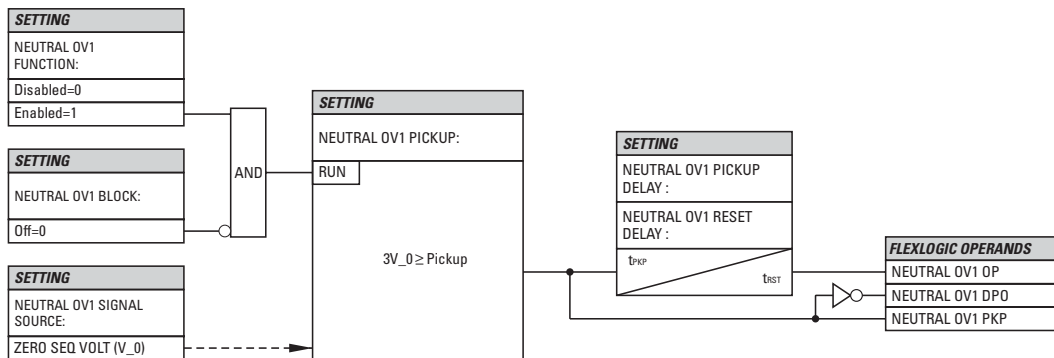 SETTING
NEUTRAL OV1
FUNCTION:
Disabled=0
Enabled=1
SETTING
NEUTRAL OV1 BLOCK:
Off=0
SETTING
NEUTRAL OV1 SIGNAL
SOURCE:
ZERO SEQ VOLT (V_0)
AND
SETTING
NEUTRAL OV1 PICKUP:
RUN
3V_0 ≥ Pickup
SETTING
NEUTRAL OV1 PICKUP
DELAY :
NEUTRAL OV1 RESET
DELAY :
tPKP
tRST
FLEXLOGIC OPERANDS
NEUTRAL OV1 OP
NEUTRAL OV1 DPO
NEUTRAL OV1 PKP